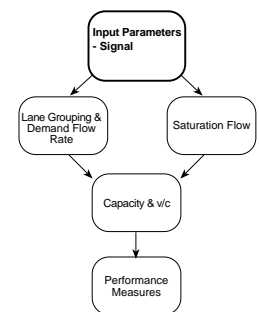 Input Parameters
- Signal
Lane Grouping &
Demand Flow
Rate
Saturation Flow
Capacity & v/c
Performance
Measures